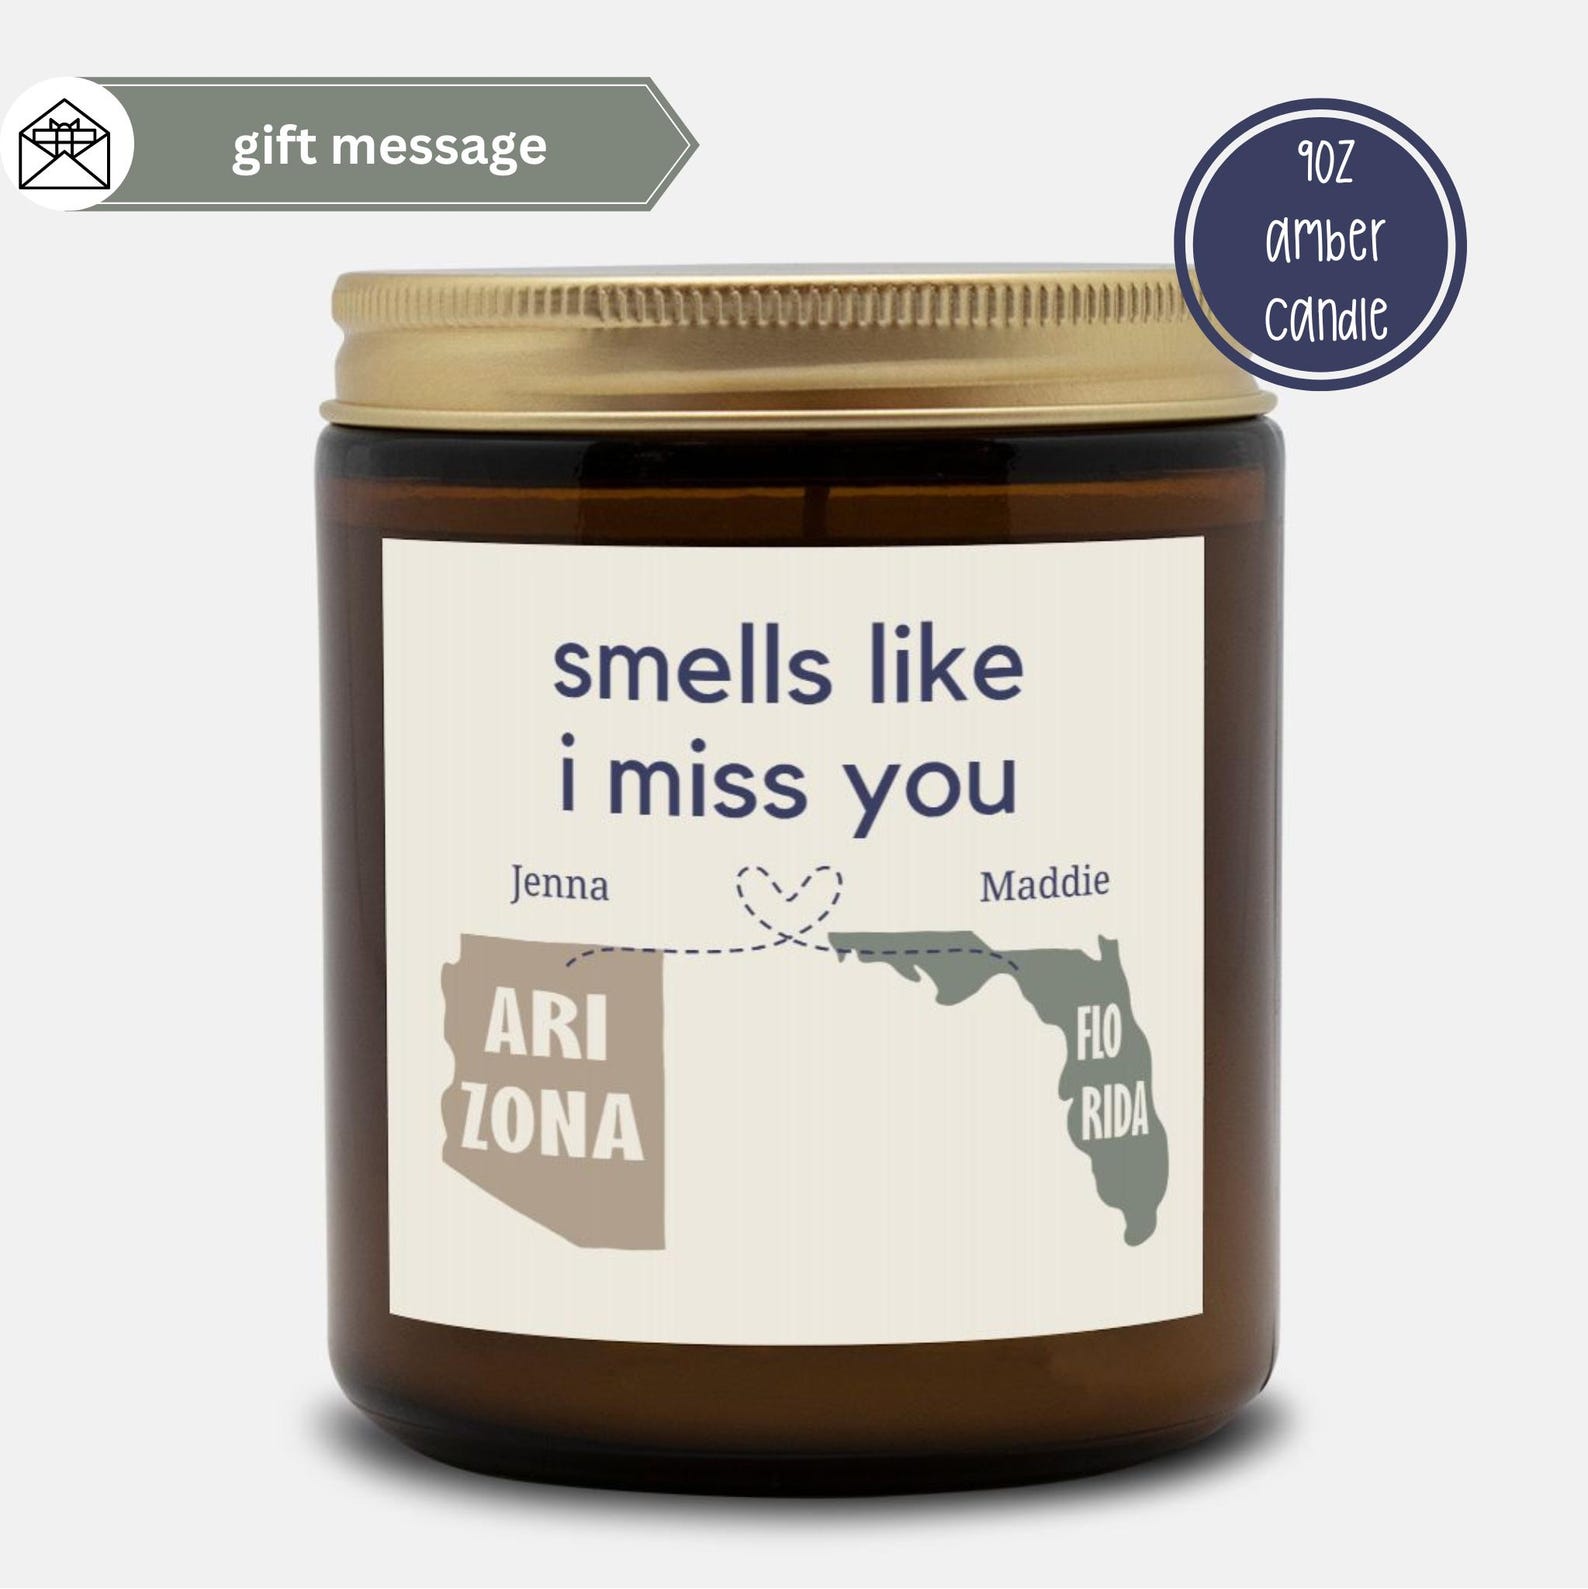 gift message
9OZ
amber
candle
smells like
i miss you
Jenna
Maddie
ARI
ZONA
FLO
RIDA